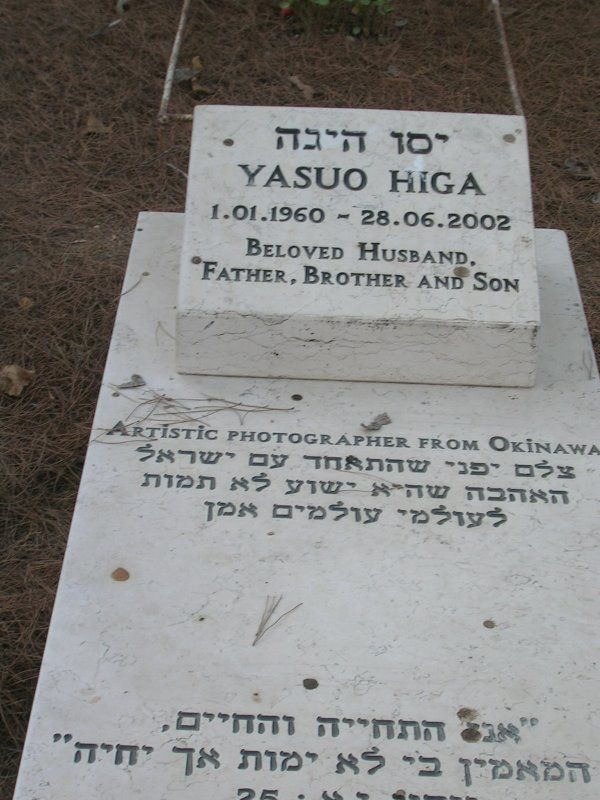 יסו היגה
YASUO HIGA
1.01.1960 ~ 28.06.2002
BELOVED HUSBAND,
FATHER, BROTHER AND SON
ARTISTIC PHOTOGRAPHER FROM OKINAWA
צלם יפני שהתאחד עם ישראל
האהבה שהיא ישוע לא תמות
לעולמי עולמים אמן
"אני התחייה והחיים.
המאמין בי לא ימות אך יחיה"
י"א : 25